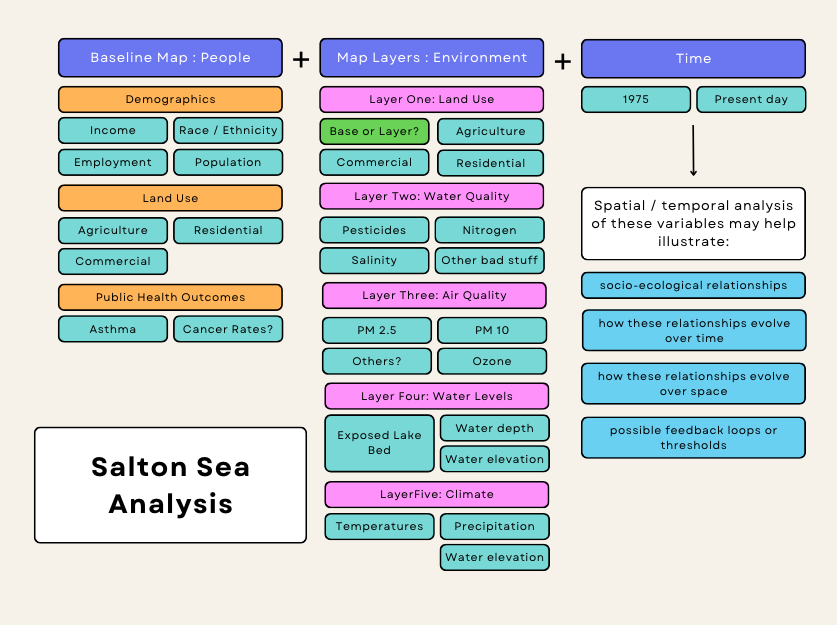 Baseline Map : People
+
Map Layers : Environment
+
Time
Demographics
Income
Race / Ethnicity
Employment
Population
Land Use
Agriculture
Residential
Commercial
Public Health Outcomes
Asthma
Cancer Rates?
Layer One: Land Use
Base or Layer?
Agriculture
Commercial
Residential
Layer Two: Water Quality
Pesticides
Nitrogen
Salinity
Other bad stuff
Layer Three: Air Quality
PM 2.5
PM 10
Others?
Ozone
Layer Four: Water Levels
Exposed Lake
Bed
Water depth
Water elevation
LayerFive: Climate
Temperatures
Precipitation
Water elevation
1975
Present day
Spatial / temporal analysis
of these variables may help
illustrate:
socio-ecological relationships
how these relationships evolve
over time
how these relationships evolve
over space
possible feedback loops or
thresholds
Salton Sea
Analysis